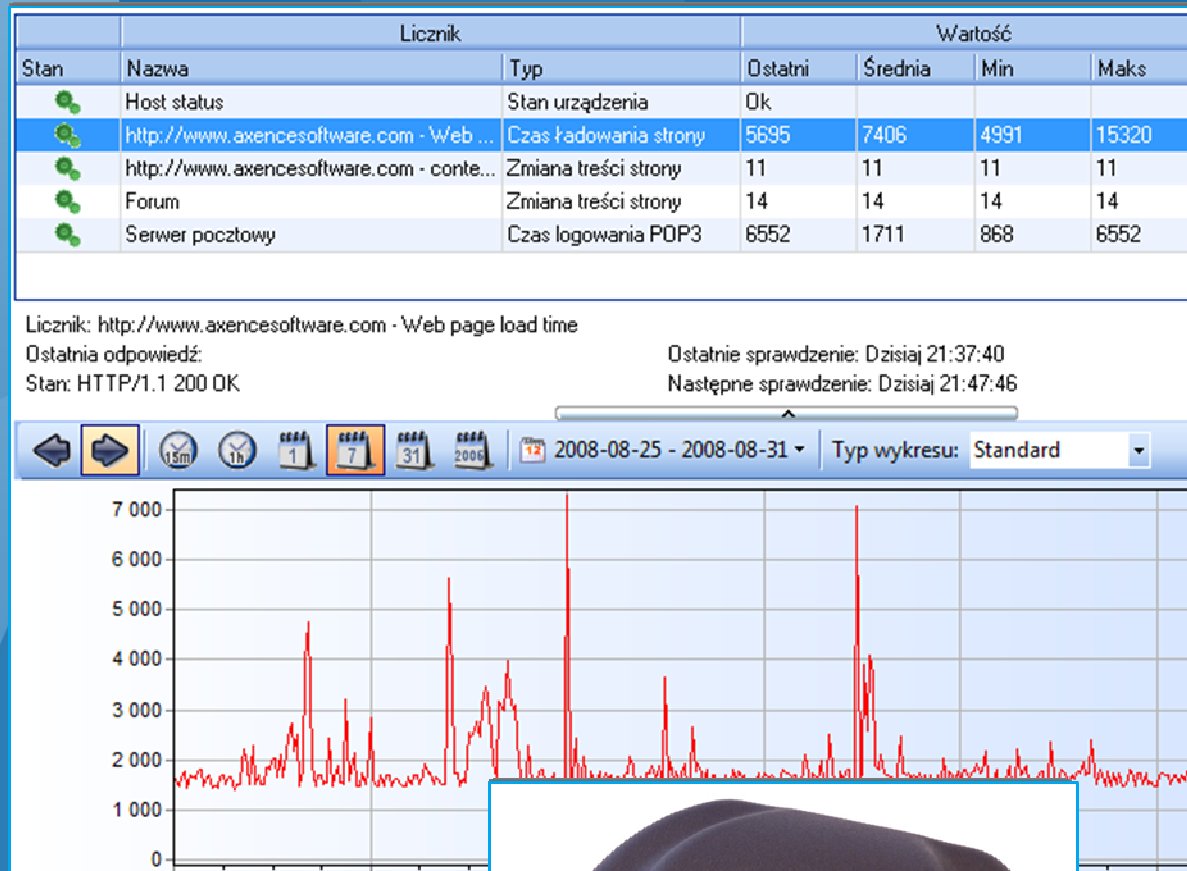 Licznik Wartość
Stan Nazwa Typ Ostatni Średnia Min Maks
Host status Stan urządzenia Ok
http://www.axencesoftware.com - Web ... Czas ładowania strony 5695 7406 4991 15320
http://www.axencesoftware.com - conte... Zmiana treści strony 11 11 11 11
Forum Zmiana treści strony 14 14 14 14
Serwer pocztowy Czas logowania POP3 6552 1711 868 6552
Licznik: http://www.axencesoftware.com - Web page load time
Ostatnia odpowiedź: Ostatnie sprawdzenie: Dzisiaj 21:37:40
Stan: HTTP/1.1 200 OK Następne sprawdzenie: Dzisiaj 21:47:46
15m 1h 1 7 31 2006 12 2008-08-25 - 2008-08-31 Typ wykresu: Standard
7 000
6 000
5 000
4 000
3 000
2 000
1 000
0